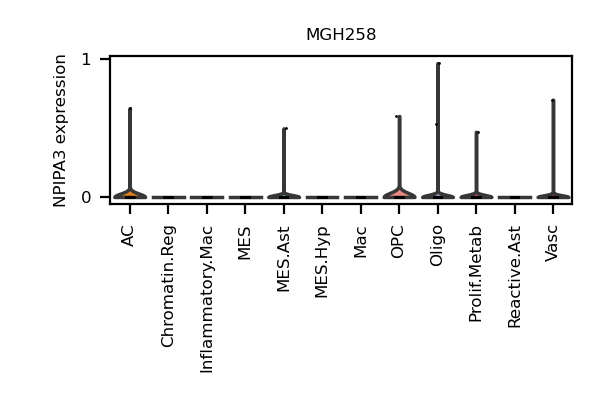 MGH258
NPIPA3 expression
1
0
AC
Chromatin.Reg
Inflammatory.Mac
MES
MES.Ast
MES.Hyp
Mac
OPC
Oligo
Prolif.Metab
Reactive.Ast
Vasc